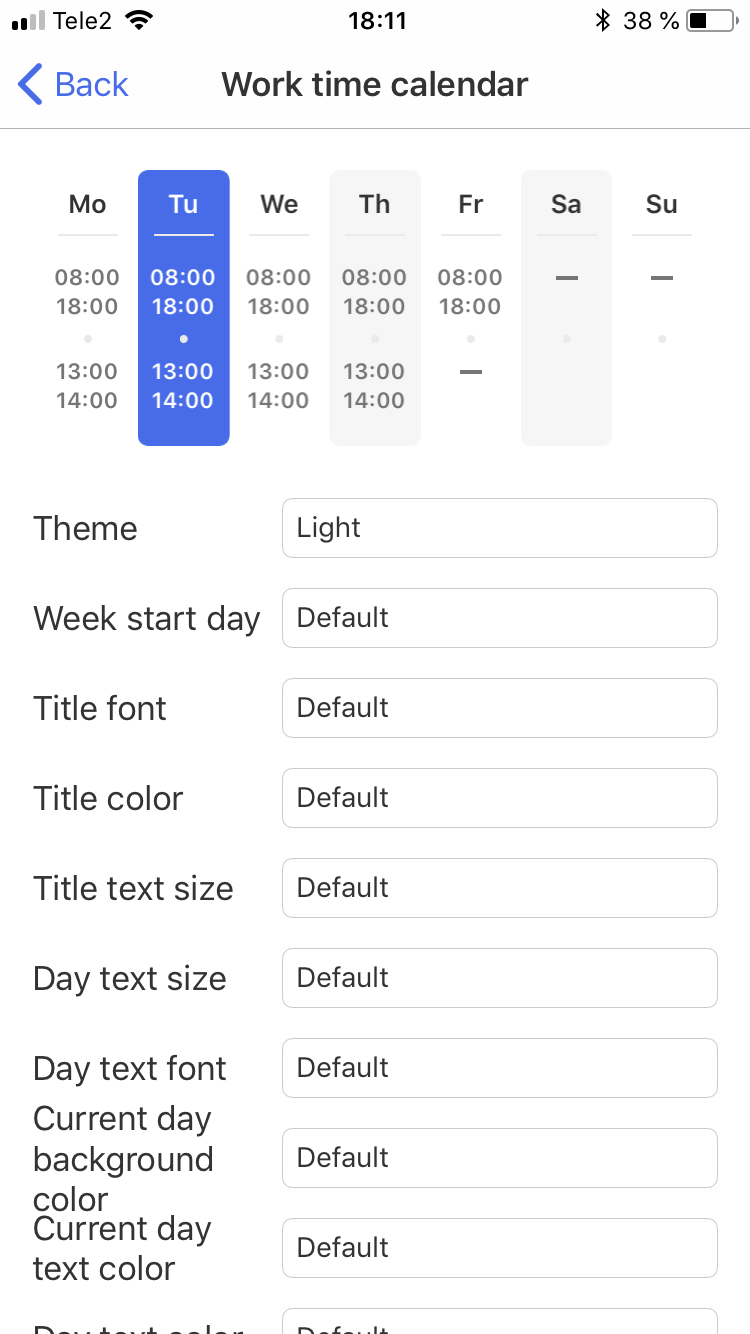 Tele2 18:11 38 %
Back Work time calendar
Mo Tu We Th Fr Sa Su
08:00 08:00 08:00 08:00 08:00 — —
18:00 18:00 18:00 18:00 18:00
13:00 13:00 13:00 13:00 —
14:00 14:00 14:00 14:00
Theme Light
Week start day Default
Title font Default
Title color Default
Title text size Default
Day text size Default
Day text font Default
Current day
background Default
color
Current day
text color Default
Day text color Default